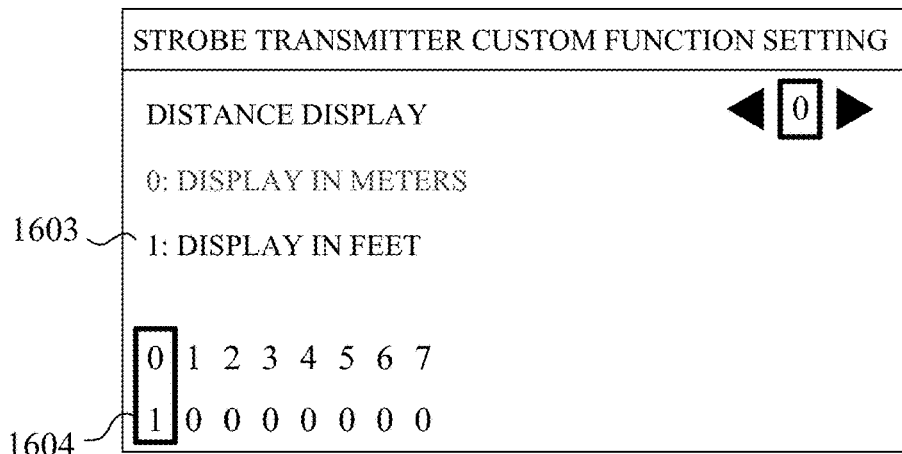 STROBE TRANSMITTER CUSTOM FUNCTION SETTING
DISTANCE DISPLAY 0
0: DISPLAY IN METERS
1603 1: DISPLAY IN FEET
0 1 2 3 4 5 6 7
1 0 0 0 0 0 0 0
1604